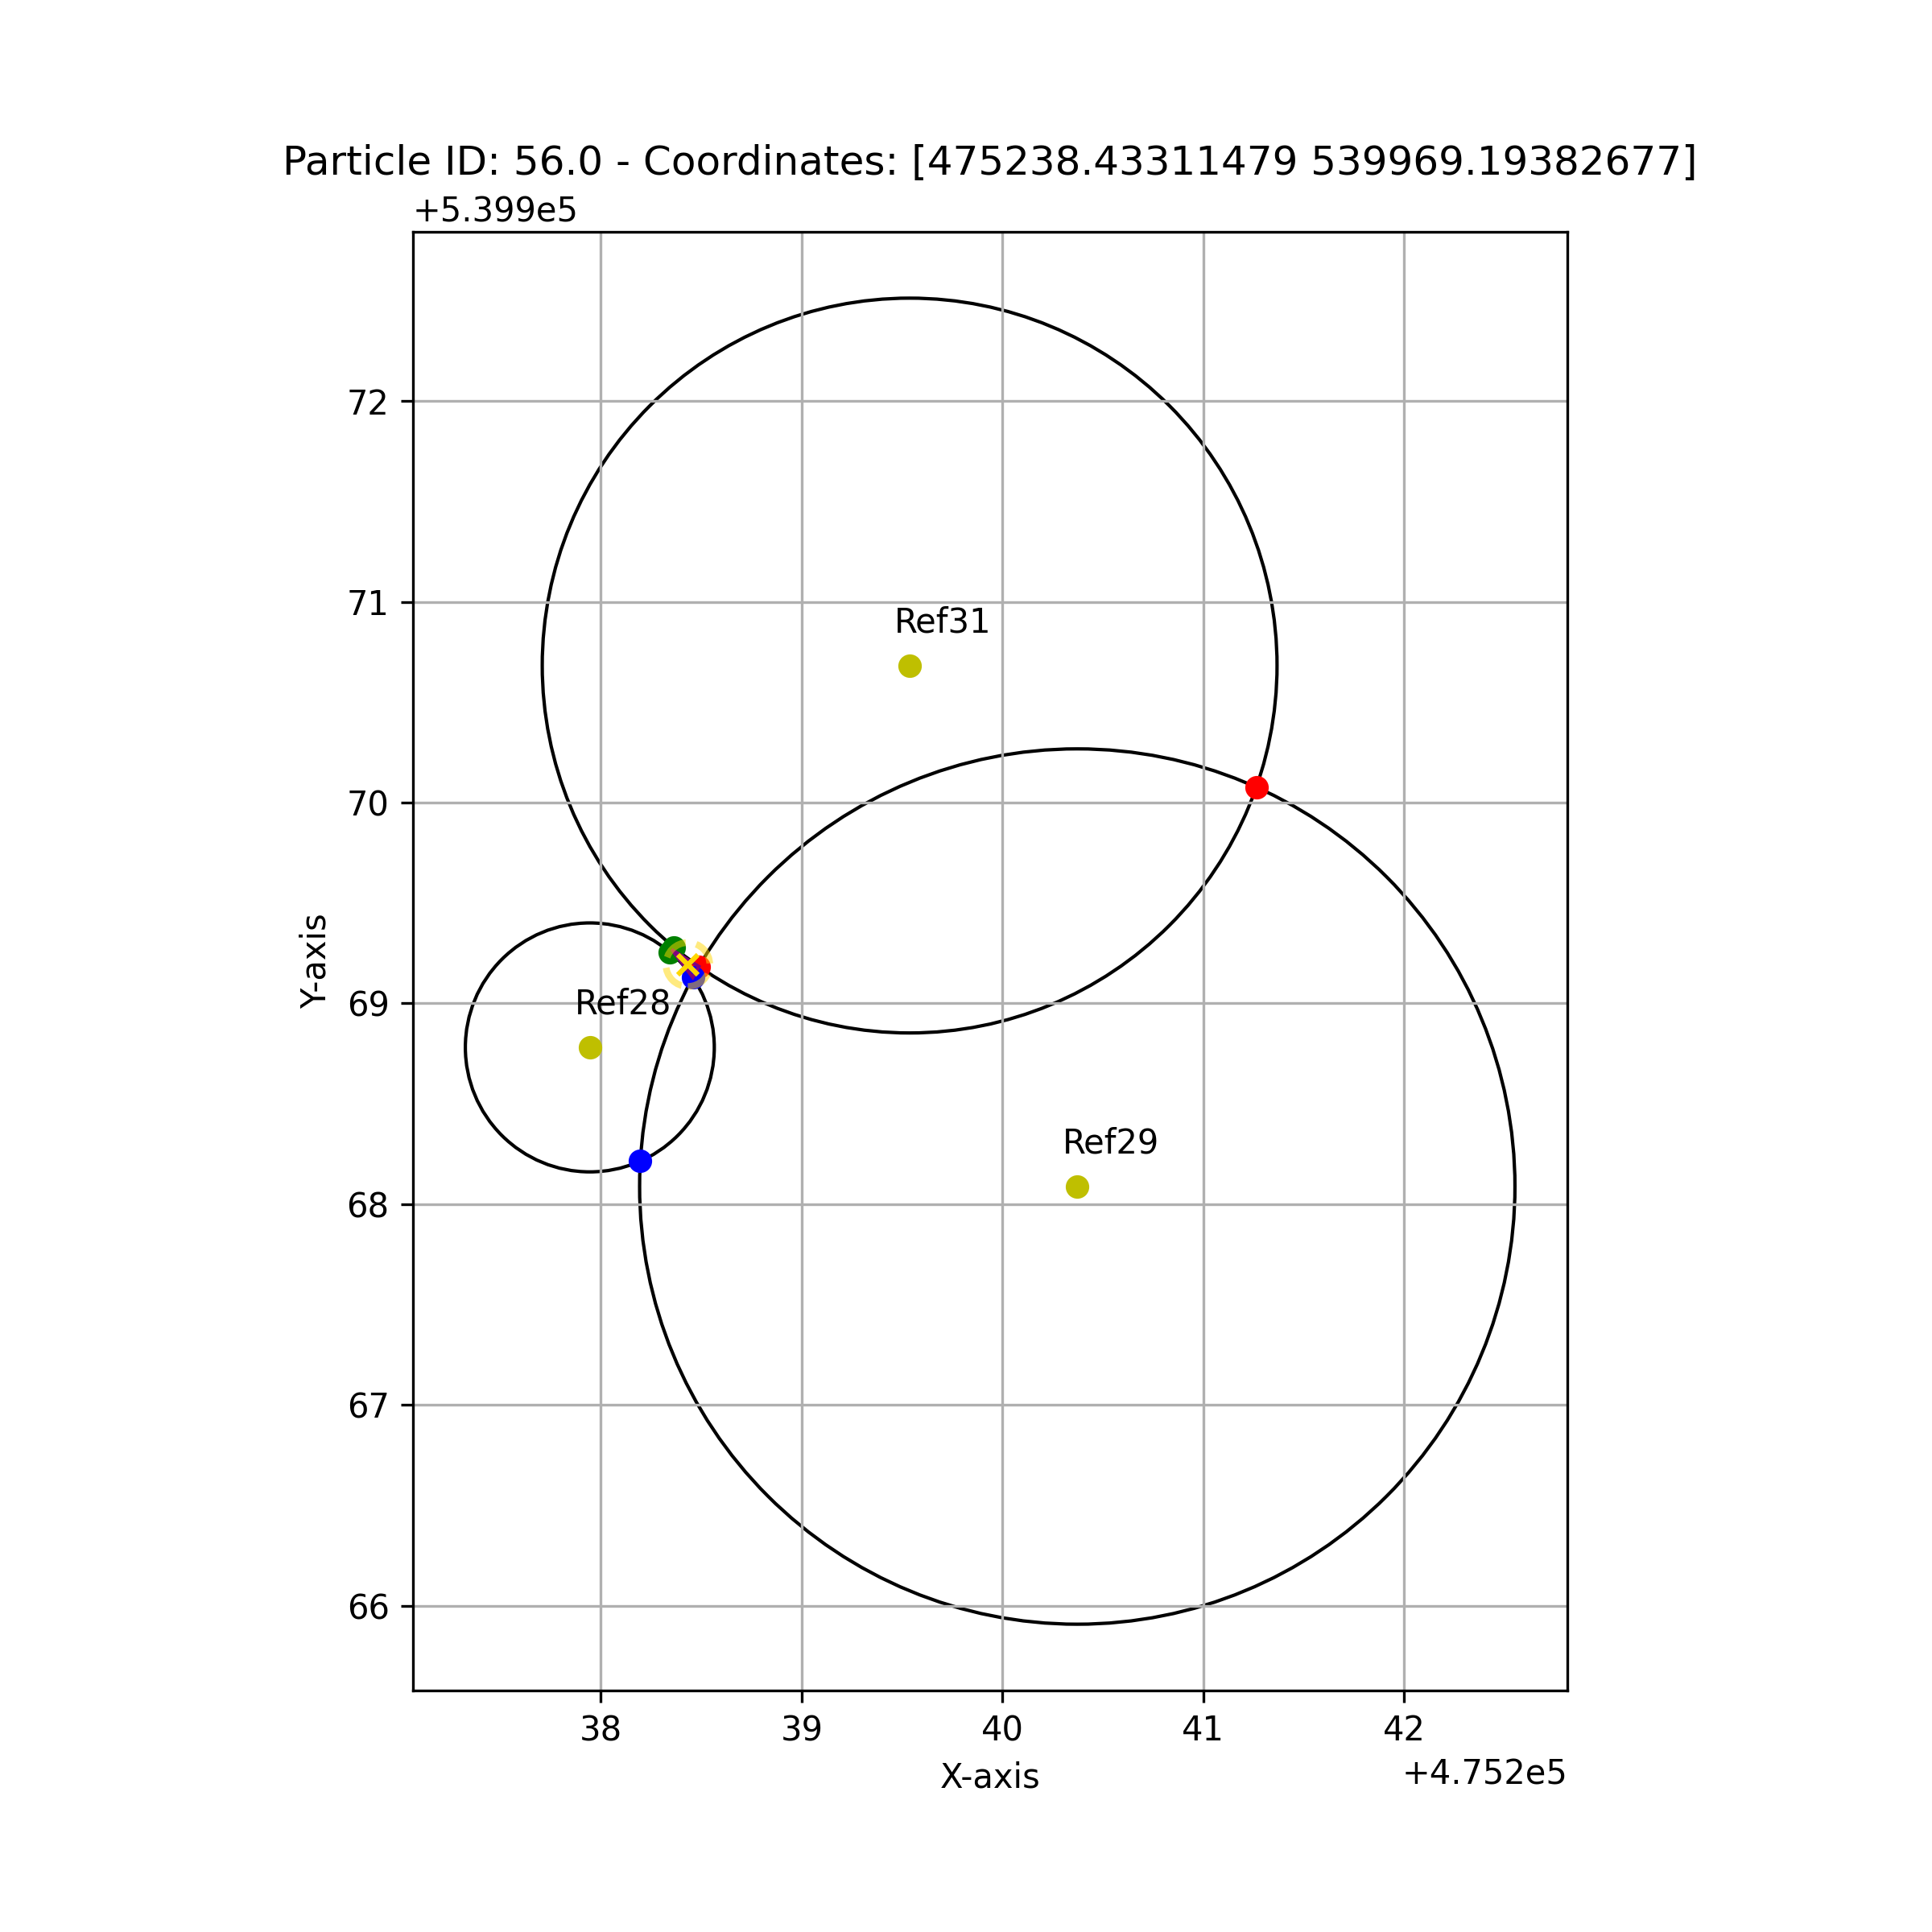 Particle ID: 56.0 - Coordinates: [475238.43311479 539969.19382677]
+5.399e5
72
71
Ref31
70
Y-axis
69
Ref28
Ref29
68
67
66
38 39 40 41 42
X-axis
+4.752e5